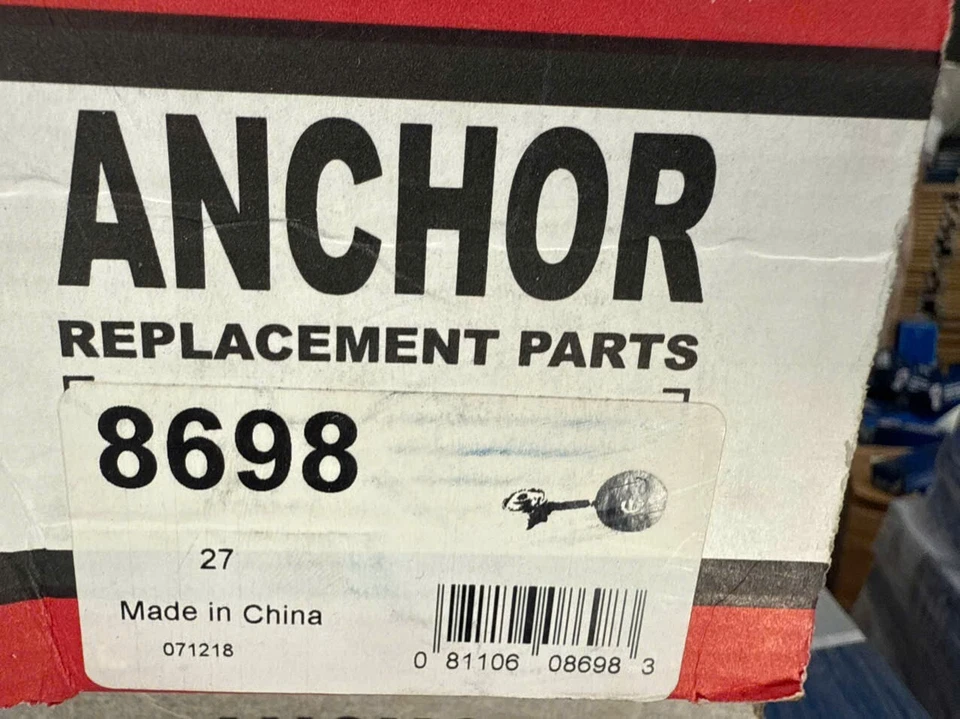 ANCHOR
REPLACEMENT PARTS
8698
27
Made in China
071218
0 81106 08698 3